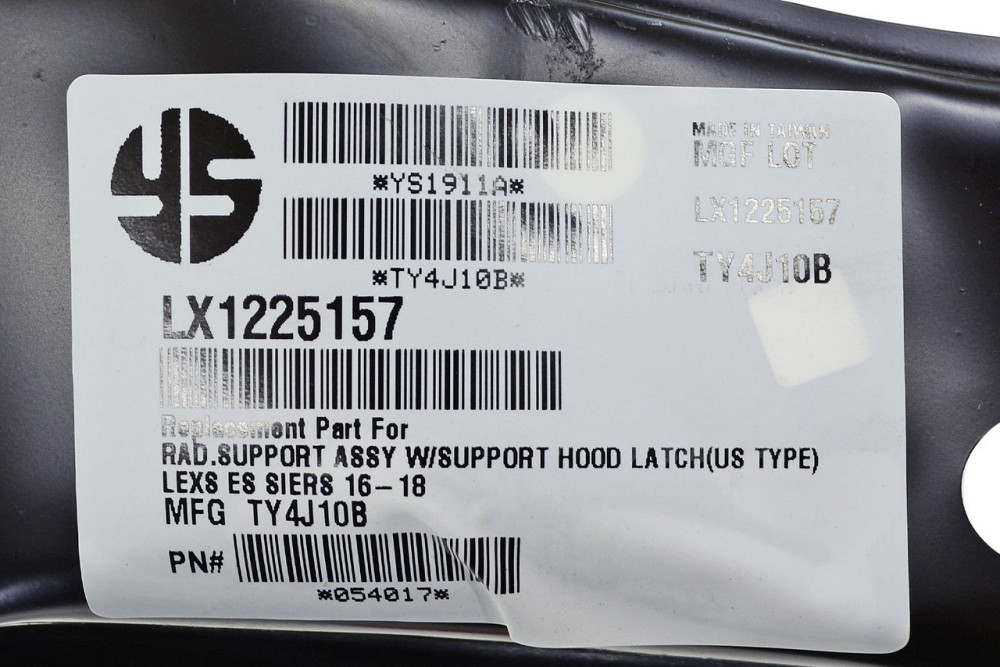 YS
*YS1911A*
*TY4J10B*
MADE IN TAIWAN
MGF LOT
LX1225157
TY4J10B
LX1225157
Replacement Part For
RAD.SUPPORT ASSY W/SUPPORT HOOD LATCH(US TYPE)
LEXS ES SIERS 16-18
MFG TY4J10B
PN#
*054017*